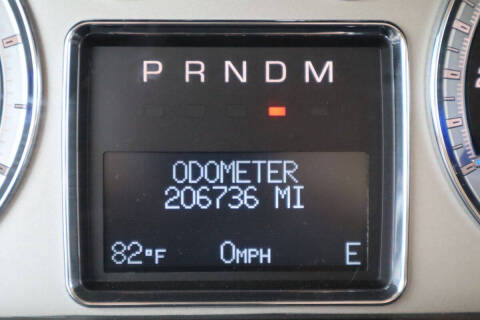 P R N D M
ODOMETER
206736 MI
82°F 0MPH E